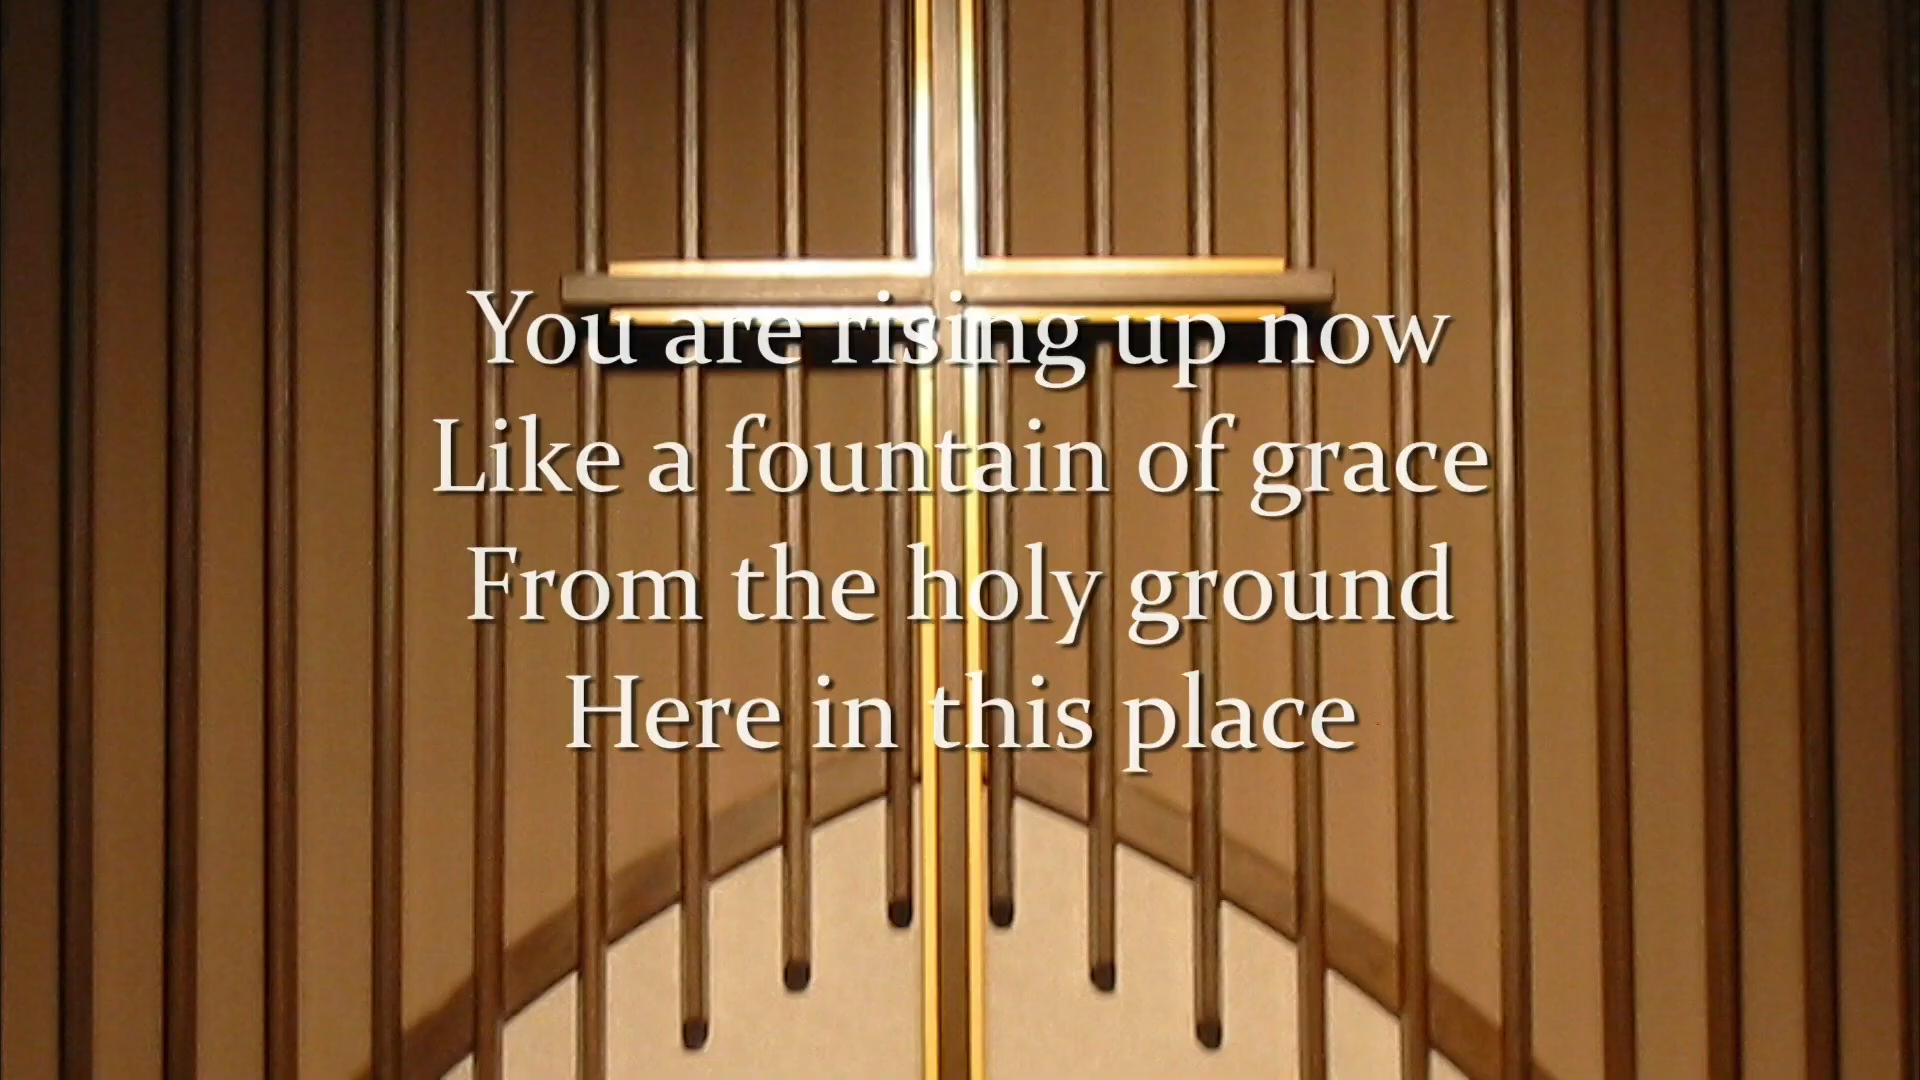 You are rising up now
Like a fountain of grace
From the holy ground
Here in this place